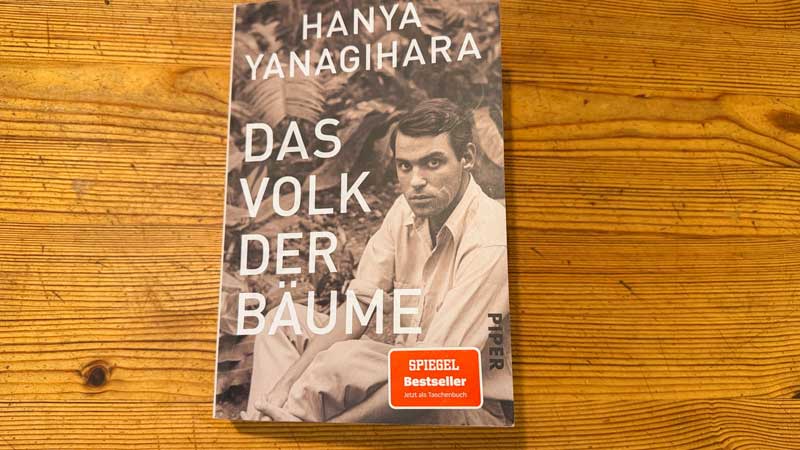 HANYA
YANAGIHARA
DAS
VOLK
DER
BÄUME
PIPER
SPIEGEL
Bestseller
Jetzt als Taschenbuch